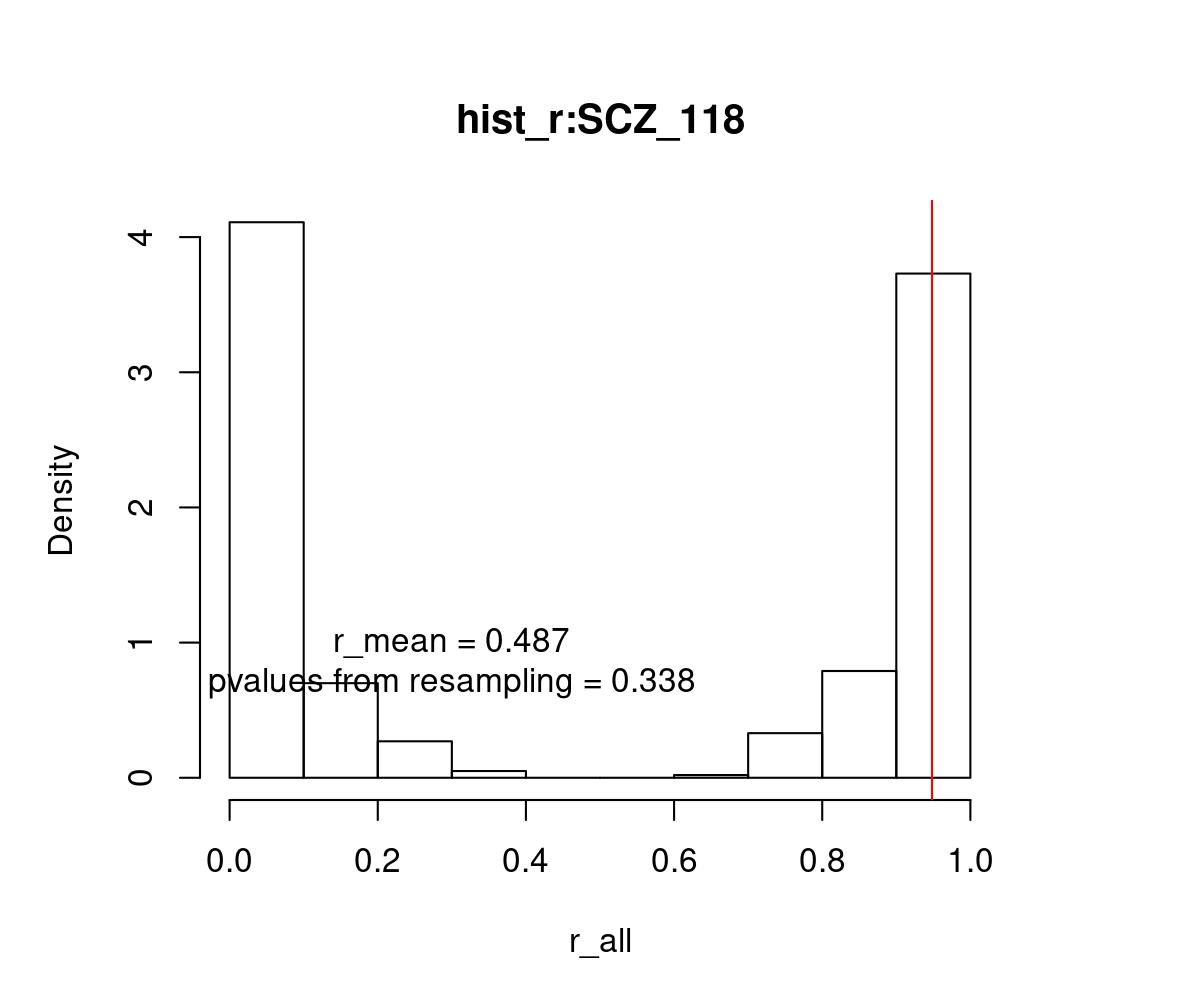 hist_r:SCZ_118
Density
4
3
2
1
0
r_mean = 0.487
pvalues from resampling = 0.338
0.0 0.2 0.4 0.6 0.8 1.0
r_all